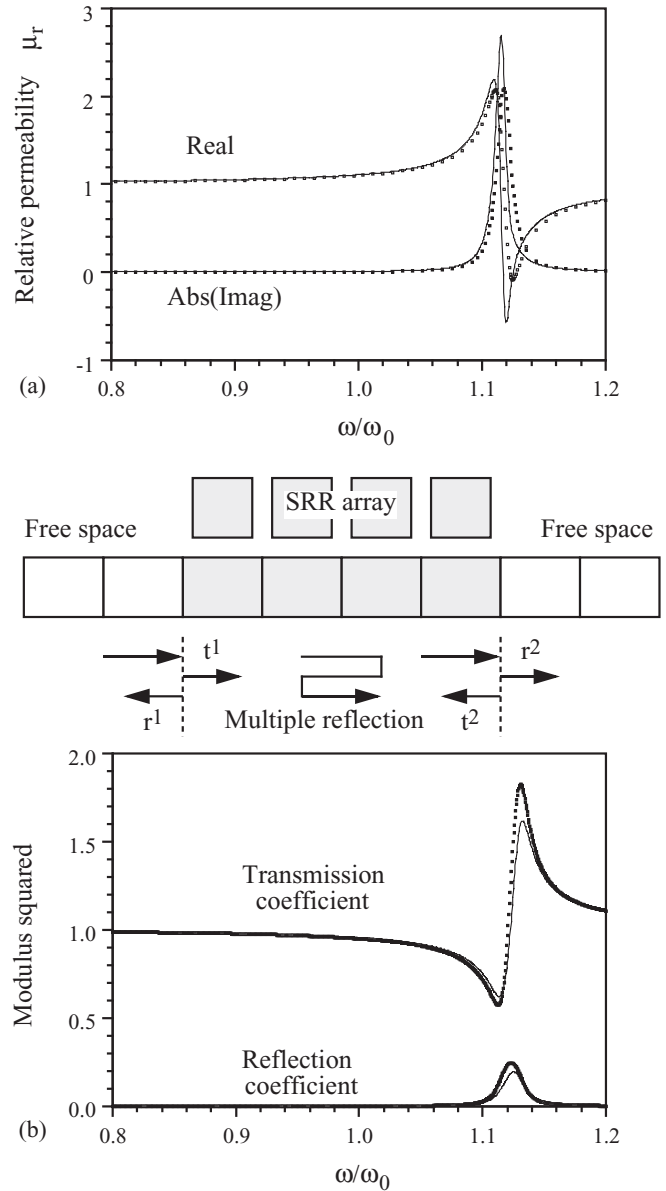 3
2
1
0
-1
Relative permeability μr
Real
Abs(Imag)
(a)
0.8 0.9 1.0 1.1 1.2
ω/ω0
SRR array
Free space Free space
t1 r2
r1 Multiple reflection t2
2.0
1.5
1.0
0.5
0.0
Modulus squared
Transmission
coefficient
Reflection
coefficient
(b)
0.8 0.9 1.0 1.1 1.2
ω/ω0